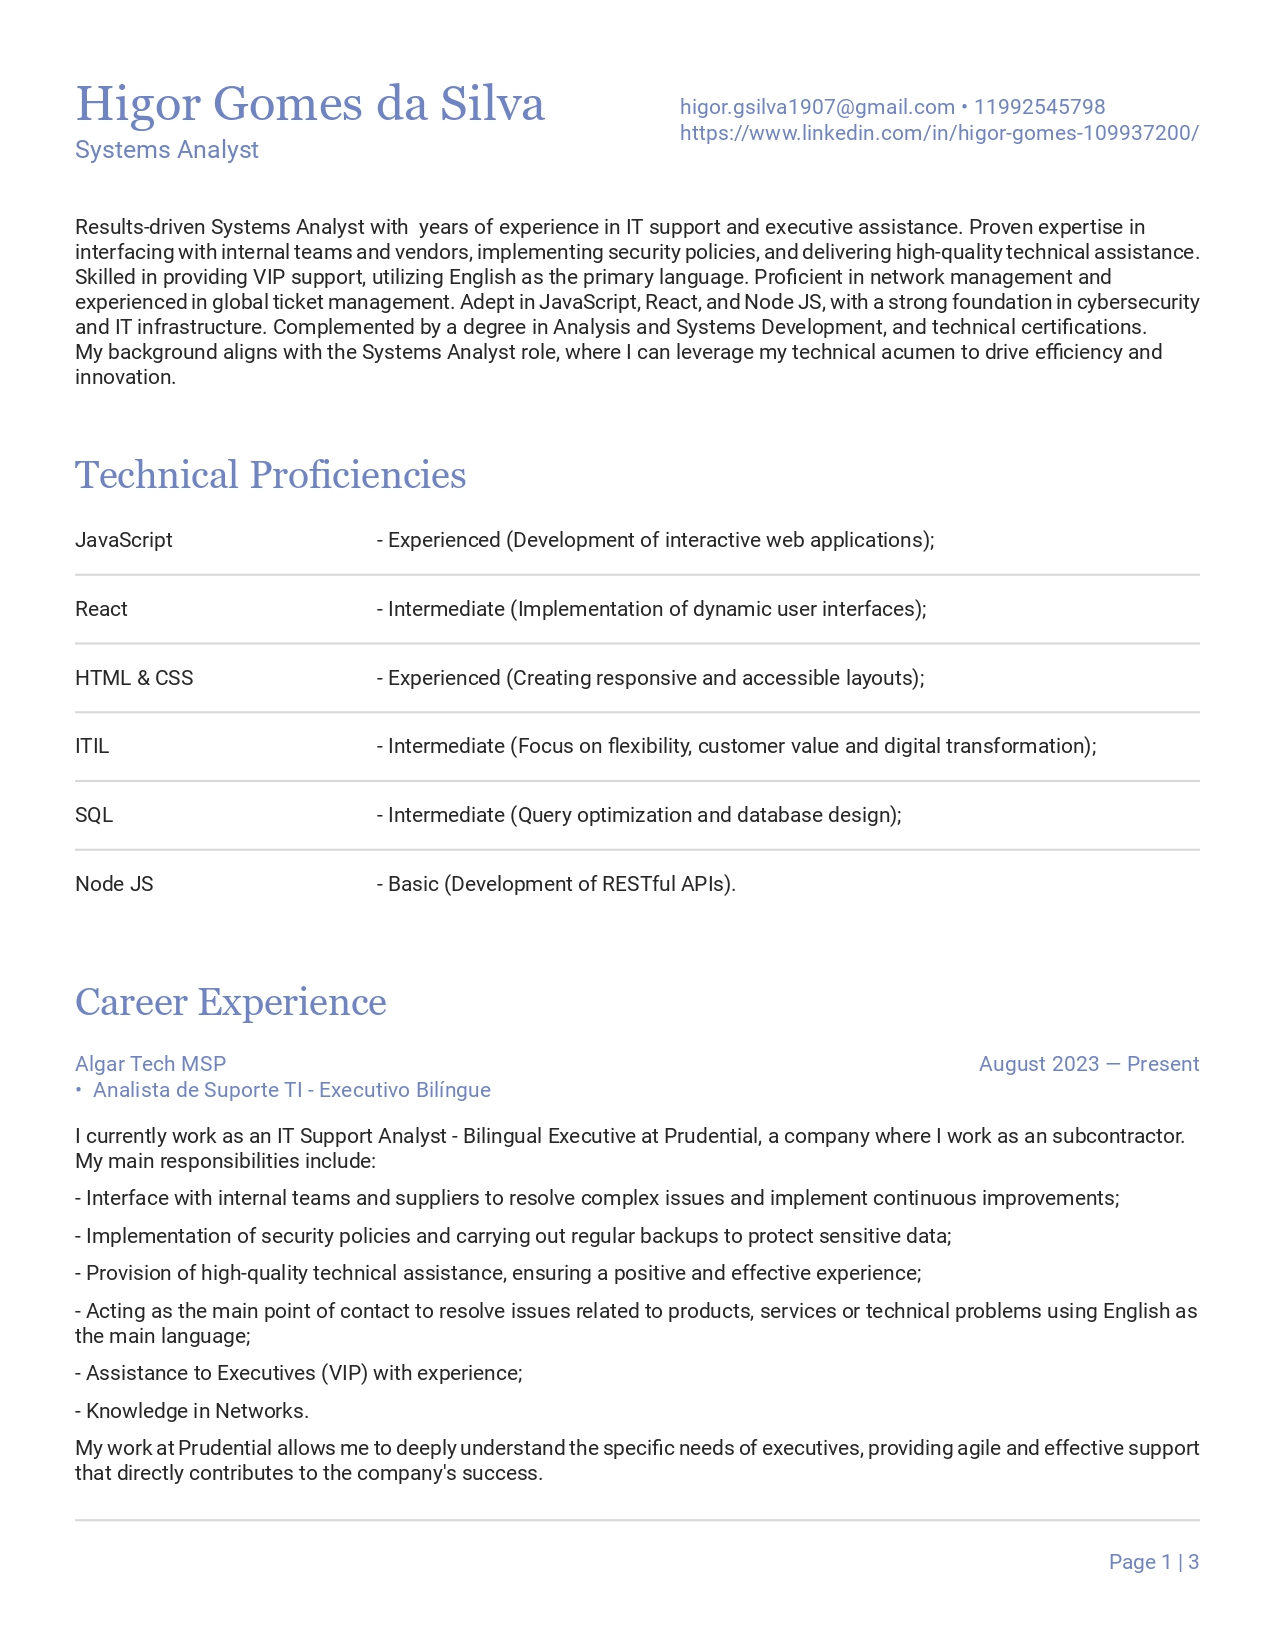 Higor Gomes da Silva
Systems Analyst
higor.gsilva1907@gmail.com • 11992545798
https://www.linkedin.com/in/higor-gomes-109937200/
Results-driven Systems Analyst with  years of experience in IT support and executive assistance. Proven expertise in
interfacing with internal teams and vendors, implementing security policies, and delivering high-quality technical assistance.
Skilled in providing VIP support, utilizing English as the primary language. Proficient in network management and
experienced in global ticket management. Adept in JavaScript, React, and Node JS, with a strong foundation in cybersecurity
and IT infrastructure. Complemented by a degree in Analysis and Systems Development, and technical certifications.
My background aligns with the Systems Analyst role, where I can leverage my technical acumen to drive efficiency and
innovation.
Technical Proficiencies
JavaScript - Experienced (Development of interactive web applications);
React - Intermediate (Implementation of dynamic user interfaces);
HTML & CSS - Experienced (Creating responsive and accessible layouts);
ITIL - Intermediate (Focus on flexibility, customer value and digital transformation);
SQL - Intermediate (Query optimization and database design);
Node JS - Basic (Development of RESTful APIs).
Career Experience
Algar Tech MSP August 2023 — Present
• Analista de Suporte TI - Executivo Bilíngue
I currently work as an IT Support Analyst - Bilingual Executive at Prudential, a company where I work as an subcontractor.
My main responsibilities include:
- Interface with internal teams and suppliers to resolve complex issues and implement continuous improvements;
- Implementation of security policies and carrying out regular backups to protect sensitive data;
- Provision of high-quality technical assistance, ensuring a positive and effective experience;
- Acting as the main point of contact to resolve issues related to products, services or technical problems using English as
the main language;
- Assistance to Executives (VIP) with experience;
- Knowledge in Networks.
My work at Prudential allows me to deeply understand the specific needs of executives, providing agile and effective support
that directly contributes to the company's success.
Page 1 | 3